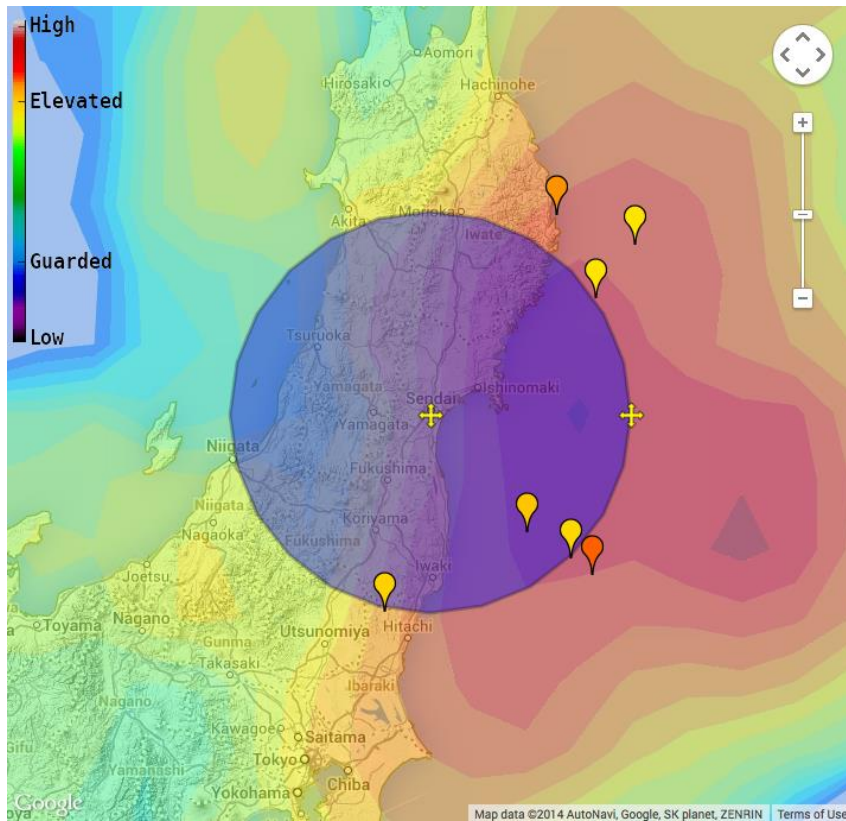 High
Elevated
Guarded
Low
Aomori
Hirosaki
Hachinohe
Akita
Morioka
Iwate
Tsuruoka
Yamagata
Sendai
Ishinomaki
Yamagata
Niigata
Fukushima
Niigata
Nagaoka
Koriyama
Fukushima
Iwaki
Joetsu
Toyama
Nagano
Utsunomiya
Hitachi
Gunma
Takasaki
Ibaraki
Nagano
Kawagoe
Saitama
Gifu
Tokyo
Yamanashi
Chiba
Yokohama
Google
oya
Map data ©2014 AutoNavi, Google, SK planet, ZENRIN
Terms of Use